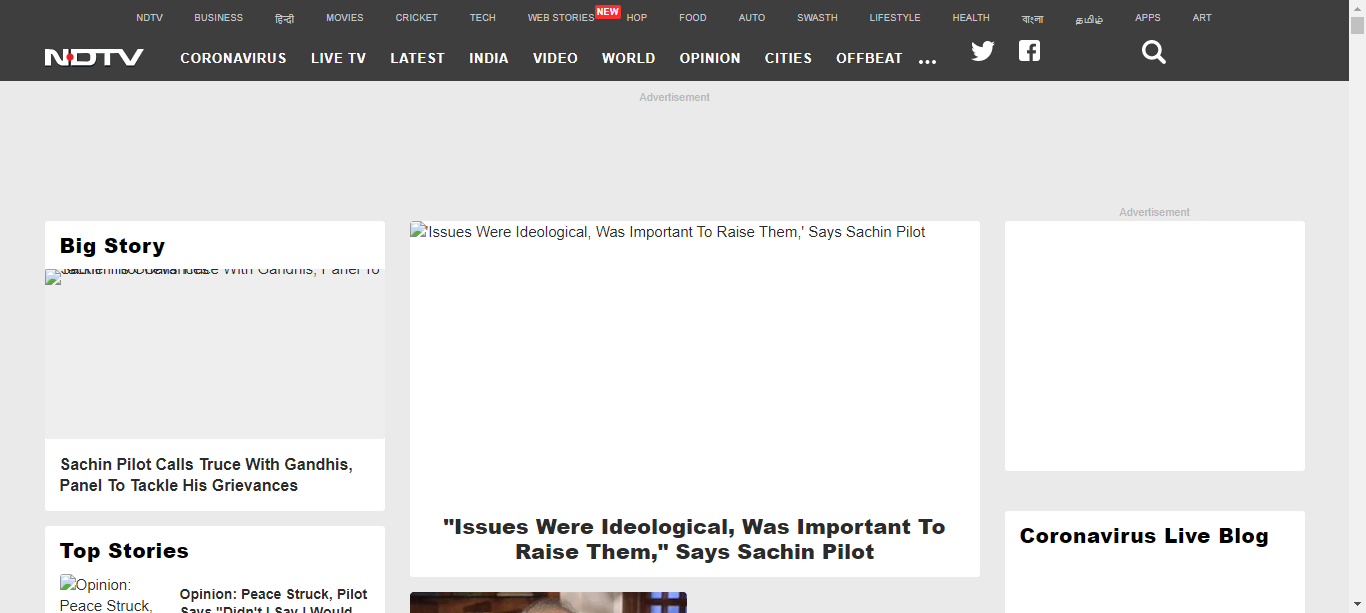 NDTV BUSINESS हिन्दी MOVIES CRICKET TECH WEB STORIES NEW HOP FOOD AUTO SWASTH LIFESTYLE HEALTH বাংলা தமிழ் APPS ART
NDTV CORONAVIRUS LIVE TV LATEST INDIA VIDEO WORLD OPINION CITIES OFFBEAT ...
Advertisement
Advertisement
Big Story
With Gandhis, Panel To
Sachin Pilot Calls Truce With Gandhis,
Panel To Tackle His Grievances
Top Stories
Opinion:
Peace Struck,
Opinion: Peace Struck, Pilot
Says "Didn't I Say I Would
'Issues Were Ideological, Was Important To Raise Them,' Says Sachin Pilot
"Issues Were Ideological, Was Important To
Raise Them," Says Sachin Pilot
Coronavirus Live Blog